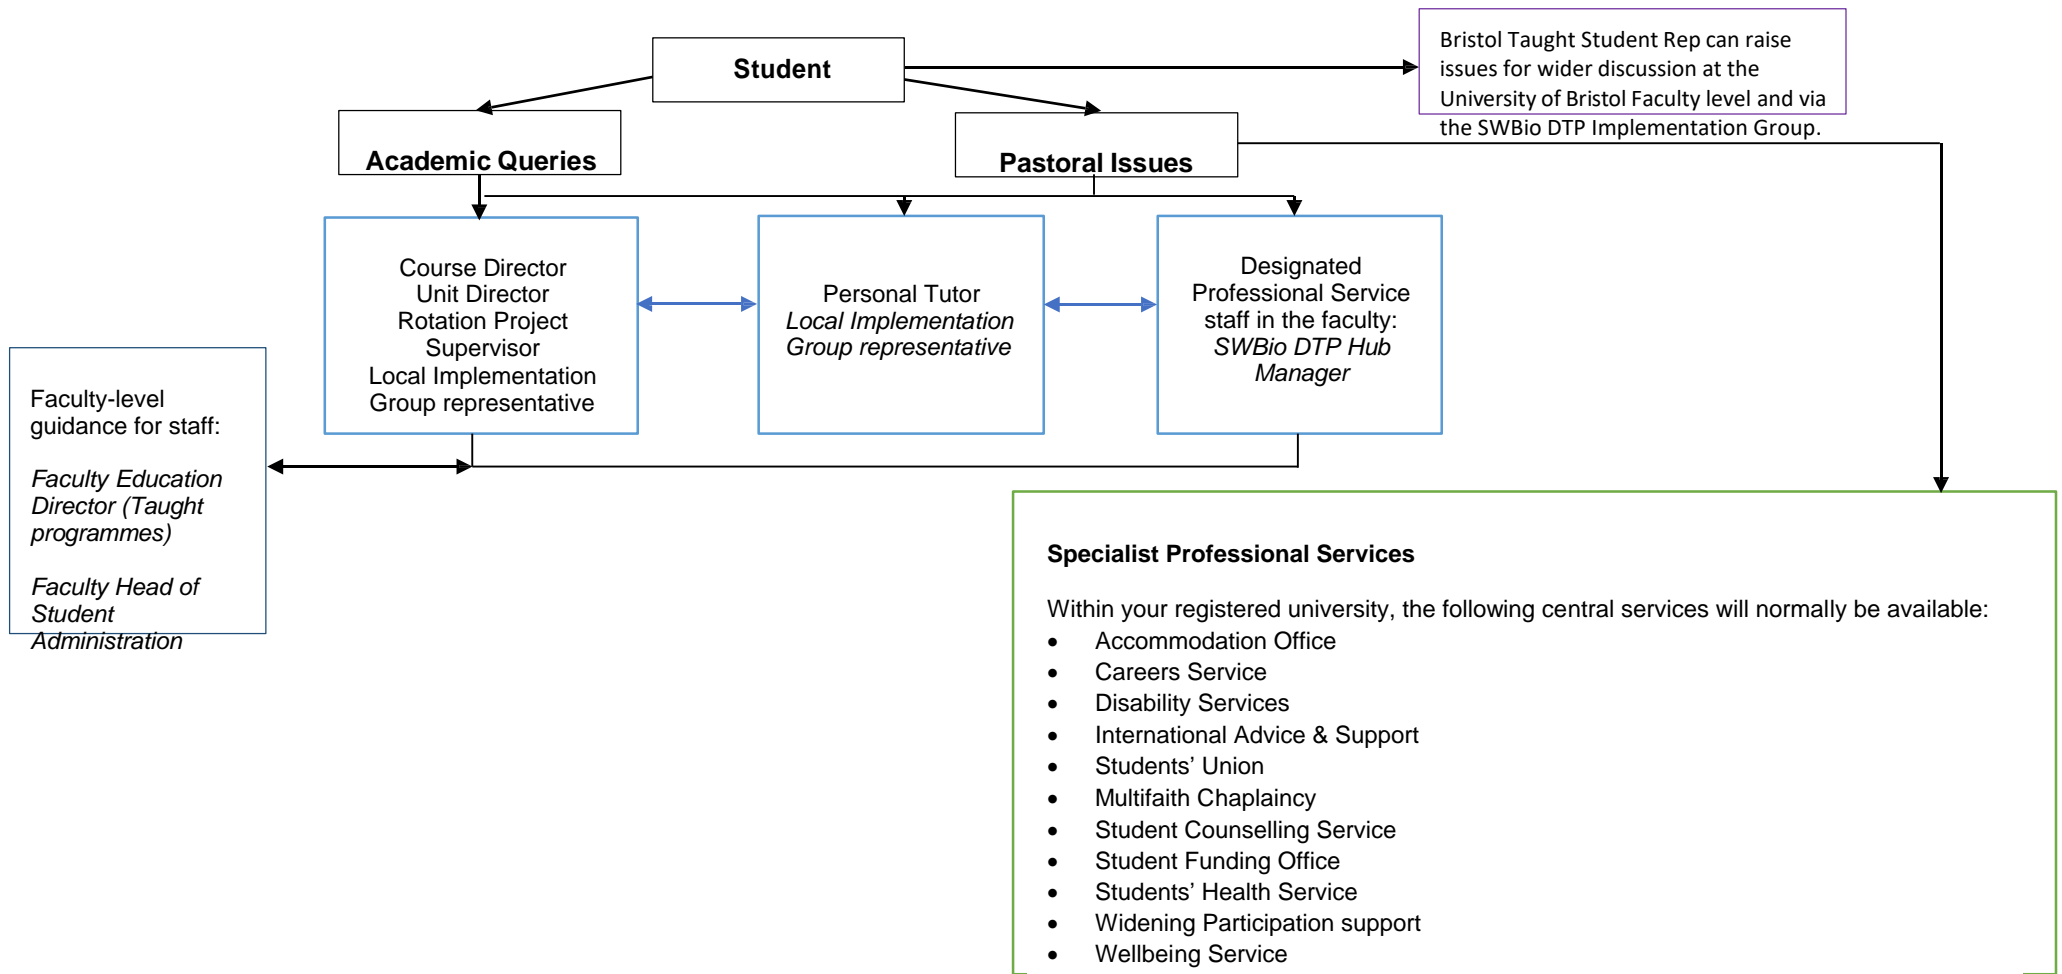 Student
Bristol Taught Student Rep can raise
issues for wider discussion at the
University of Bristol Faculty level and via
the SWBio DTP Implementation Group.
Academic Queries
Pastoral Issues
Course Director
Unit Director
Rotation Project
Supervisor
Local Implementation
Group representative
Personal Tutor
Local Implementation
Group representative
Designated
Professional Service
staff in the faculty:
SWBio DTP Hub
Manager
Faculty-level
guidance for staff:
Faculty Education
Director (Taught
programmes)
Faculty Head of
Student
Administration
Specialist Professional Services
Within your registered university, the following central services will normally be available:
• Accommodation Office
• Careers Service
• Disability Services
• International Advice & Support
• Students’ Union
• Multifaith Chaplaincy
• Student Counselling Service
• Student Funding Office
• Students’ Health Service
• Widening Participation support
• Wellbeing Service